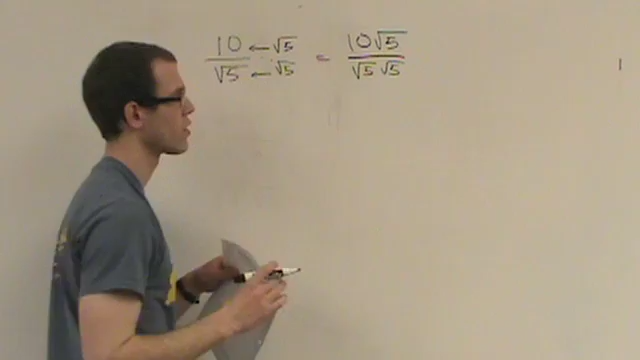 10 ← √5 = 10√5
√5 ← √5 √5 √5